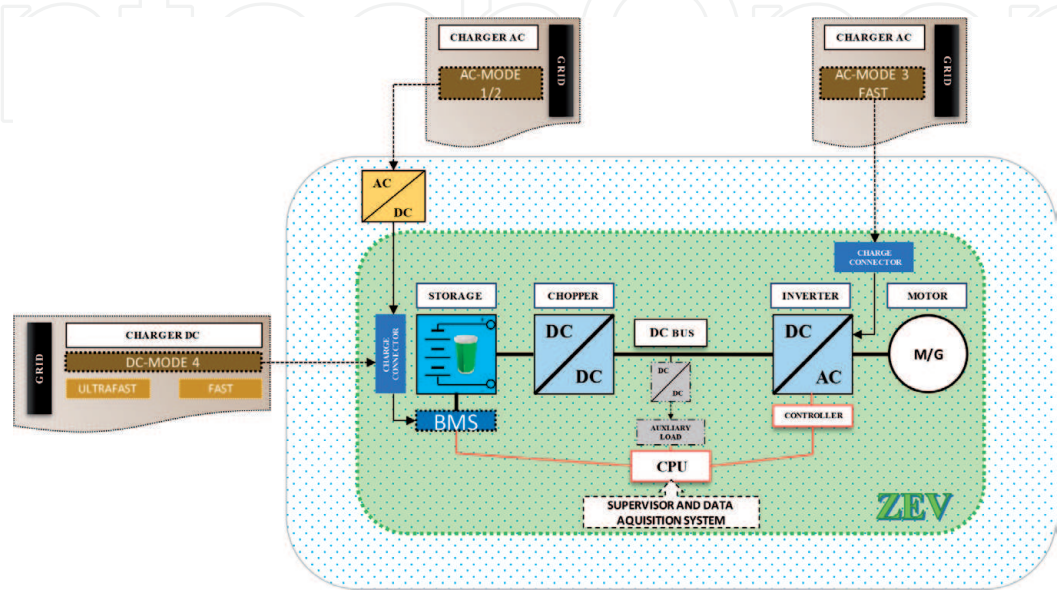 CHARGER AC
AC-MODE
1/2
GRID
CHARGER AC
AC-MODE 3
FAST
GRID
AC
DC
CHARGE
CONNECTOR
STORAGE
CHOPPER
INVERTER
MOTOR
GRID
CHARGER DC
DC-MODE 4
ULTRAFAST
FAST
CHARGE
CONNECTOR
DC
DC
DC BUS
DC
AC
M/G
DC
DC
BMS
AUXLIARY
LOAD
CONTROLLER
CPU
SUPERVISOR AND DATA
AQUISITION SYSTEM
ZEV